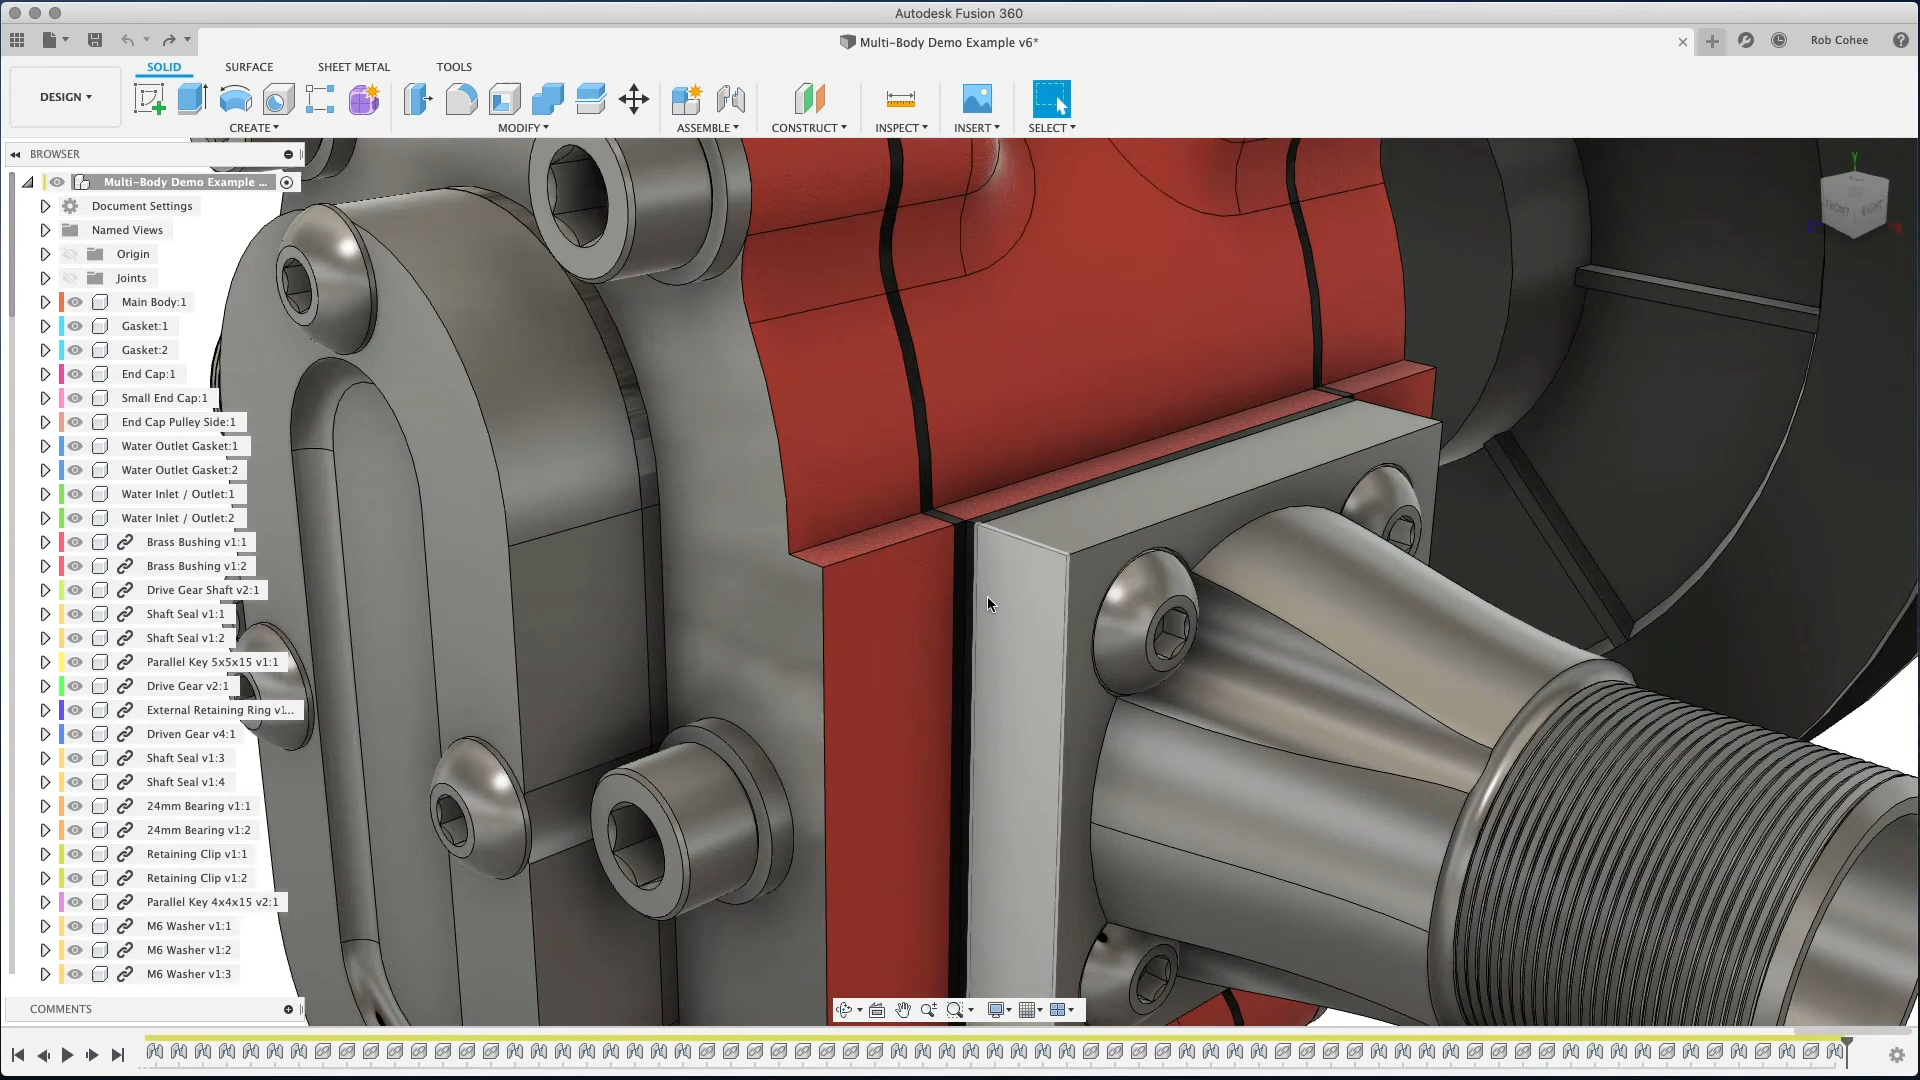 Autodesk Fusion 360
Multi-Body Demo Example v6*
Rob Cohee
DESIGN
SOLID
SURFACE
SHEET METAL
TOOLS
CREATE
MODIFY
ASSEMBLE
CONSTRUCT
INSPECT
INSERT
SELECT
BROWSER
Multi-Body Demo Example ...
Document Settings
Named Views
Origin
Joints
Main Body:1
Gasket:1
Gasket:2
End Cap:1
Small End Cap:1
End Cap Pulley Side:1
Water Outlet Gasket:1
Water Outlet Gasket:2
Water Inlet / Outlet:1
Water Inlet / Outlet:2
Brass Bushing v1:1
Brass Bushing v1:2
Drive Gear Shaft v2:1
Shaft Seal v1:1
Shaft Seal v1:2
Parallel Key 5x5x15 v1:1
Drive Gear v2:1
External Retaining Ring v1...
Driven Gear v4:1
Shaft Seal v1:3
Shaft Seal v1:4
24mm Bearing v1:1
24mm Bearing v1:2
Retaining Clip v1:1
Retaining Clip v1:2
Parallel Key 4x4x15 v2:1
M6 Washer v1:1
M6 Washer v1:2
M6 Washer v1:3
COMMENTS
Y
FRONT
RIGHT
X